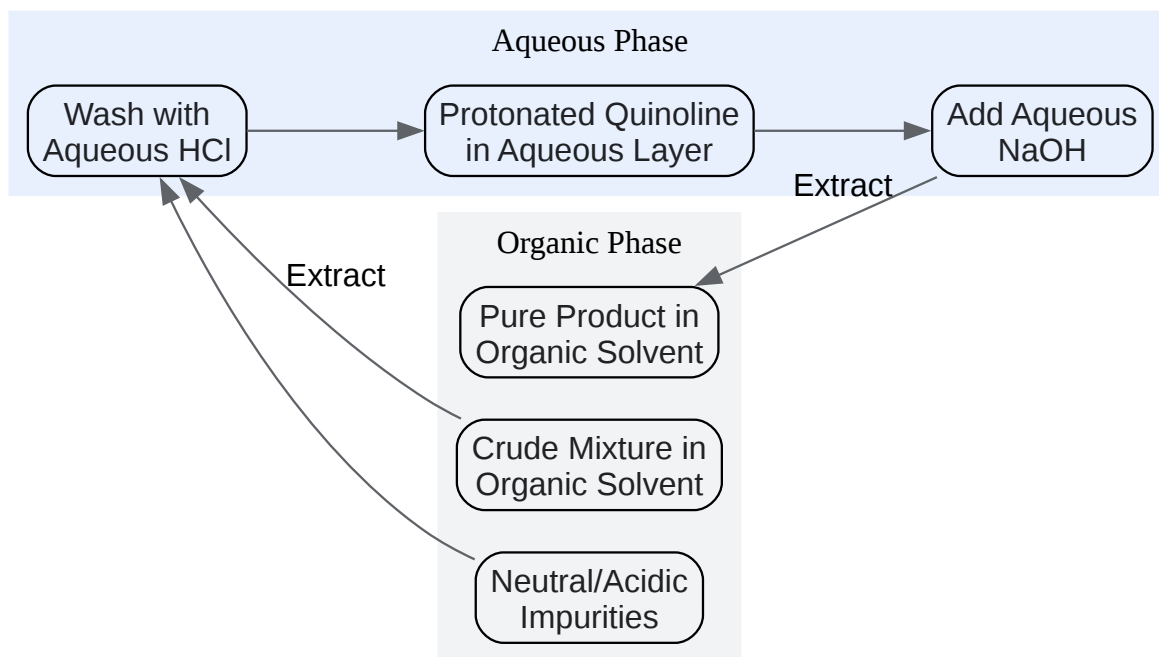 Aqueous Phase
Wash with
Aqueous HCl
Protonated Quinoline
in Aqueous Layer
Add Aqueous
NaOH
Extract
Organic Phase
Extract
Pure Product in
Organic Solvent
Crude Mixture in
Organic Solvent
Neutral/Acidic
Impurities